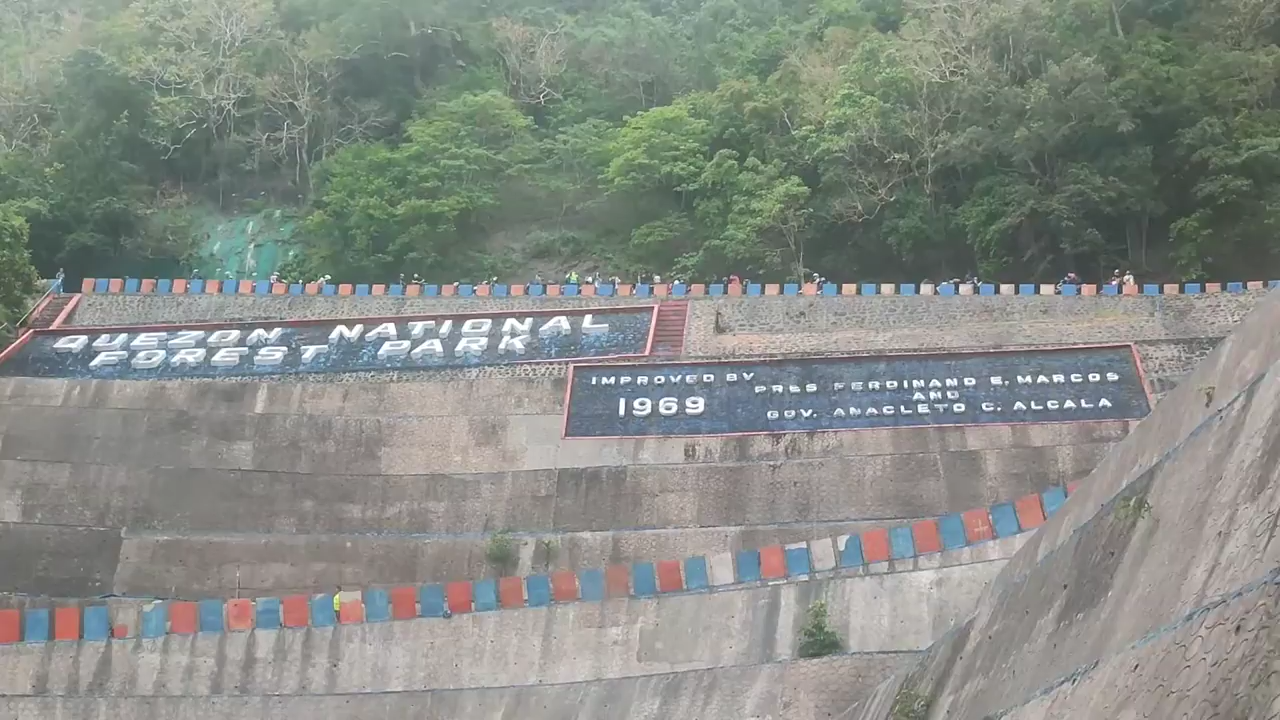 QUEZON NATIONAL
FOREST PARK
IMPROVED BY
1969
PRES FERDINAND E. MARCOS
AND
GOV. ANACLETO C. ALCALA